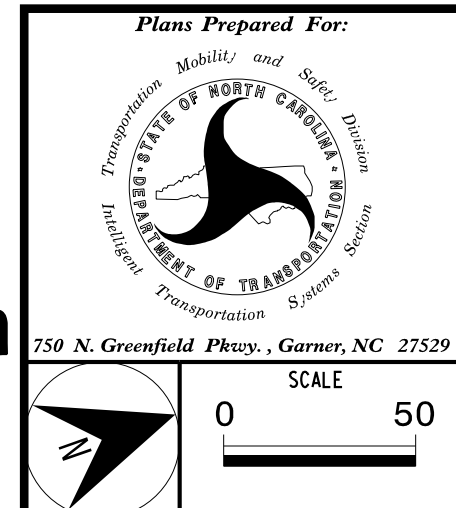 Plans Prepared For:
Transportation Mobility and Safety Division
STATE OF NORTH CAROLINA
DEPARTMENT OF TRANSPORTATION
Intelligent Transportation Systems Section
750 N. Greenfield Pkwy. , Garner, NC 27529
SCALE
0 50
N